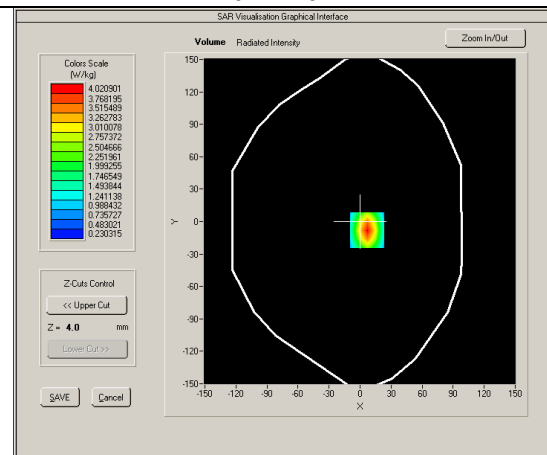 SAR Visualisation Graphical Interface
Volume Radiated Intensity
Zoom In/Out
Colors Scale
(W/kg)
4.020901
3.768195
3.515489
3.262783
3.010078
2.757372
2.504666
2.251961
1.999255
1.746549
1.493844
1.241138
0.988432
0.735727
0.483021
0.230315
Z-Cuts Control
<< Upper Cut
Z = 4.0 mm
Lower Cut >>
SAVE Cancel
150-
120-
90-
60-
30-
0-
-30-
-60-
-90-
-120-
-150-
Y
-150 -120 -90 -60 -30 0 30 60 90 120 150
X